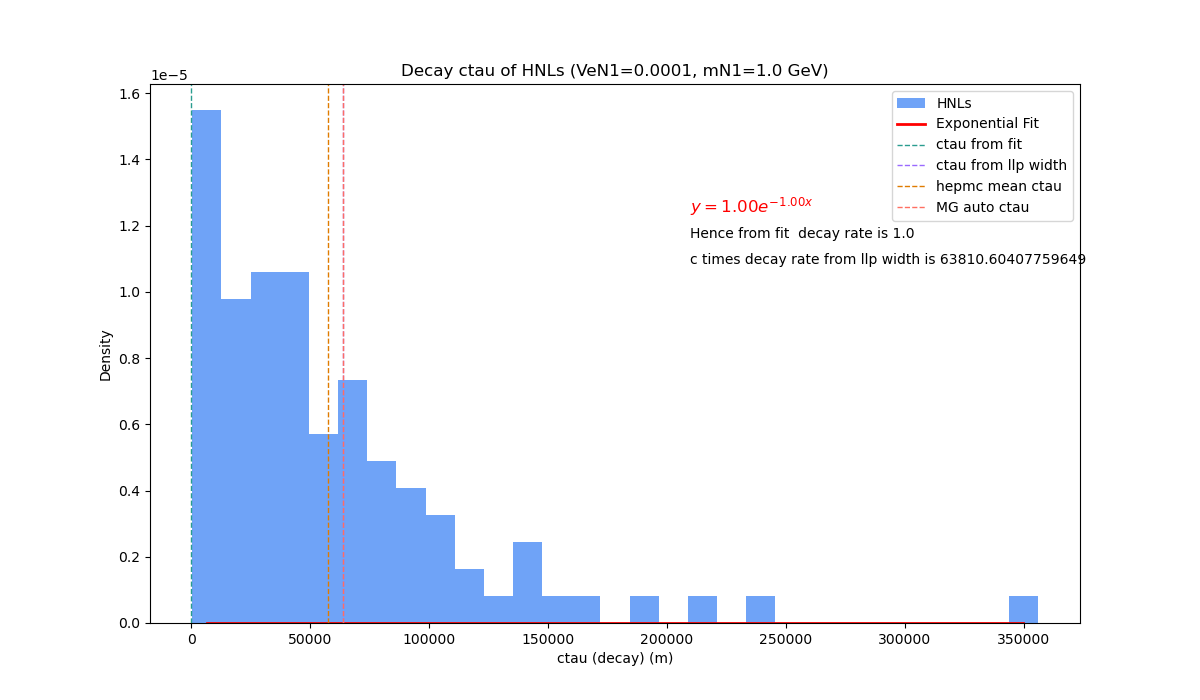 Decay ctau of HNLs (VeN1=0.0001, mN1=1.0 GeV)
1e−5
1.6
1.4
1.2
1.0
0.8
0.6
0.4
0.2
0.0
Density
HNLs
Exponential Fit
ctau from fit
ctau from llp width
hepmc mean ctau
MG auto ctau
y = 1.00e^{−1.00x}
Hence from fit  decay rate is 1.0
c times decay rate from llp width is 63810.60407759649
0 50000 100000 150000 200000 250000 300000 350000
ctau (decay) (m)